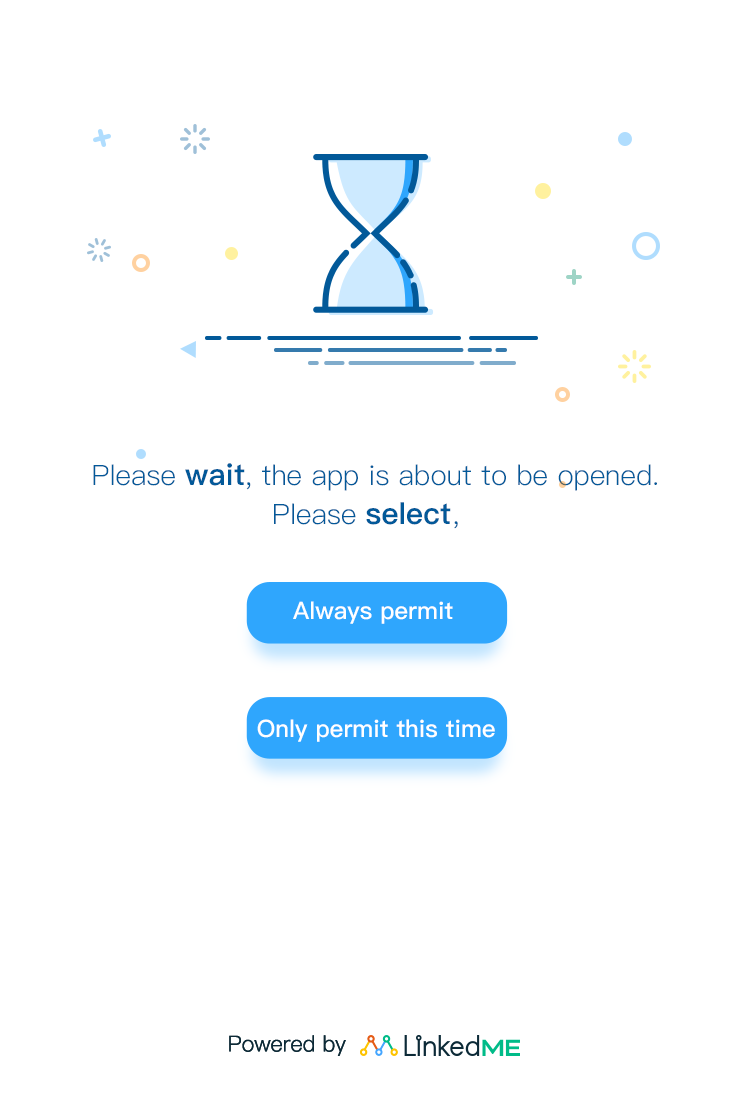 Please wait, the app is about to be opened.
Please select,
Always permit
Only permit this time
Powered by LinkedME